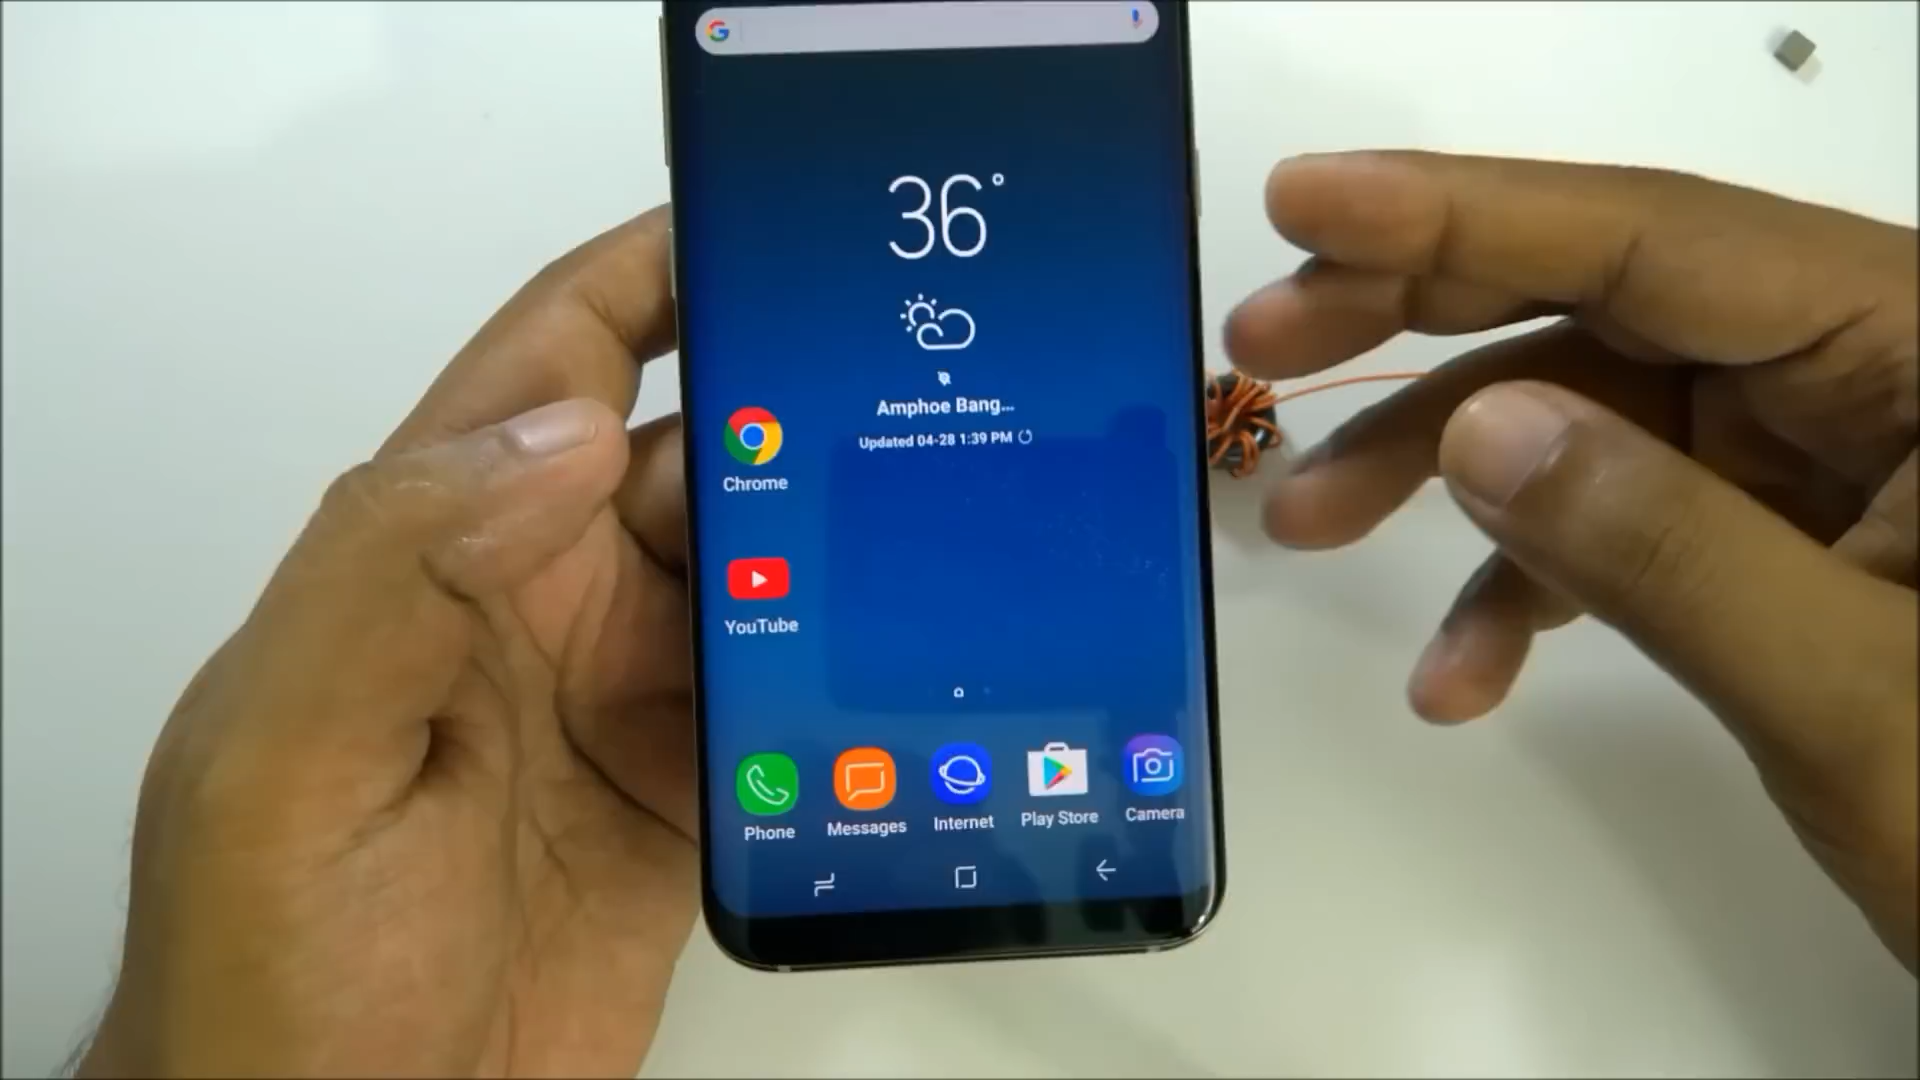 36°
Amphoe Bang...
Updated 04-28 1:39 PM
Chrome
YouTube
Phone
Messages
Internet
Play Store
Camera